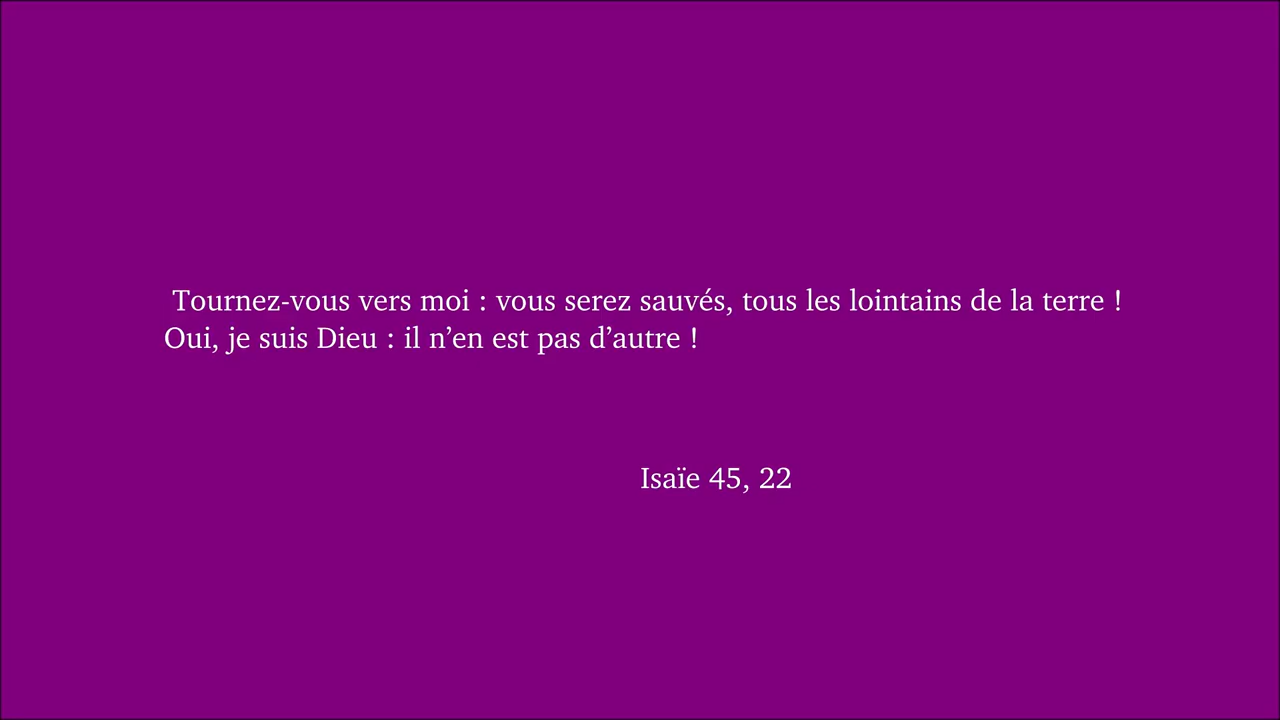 Tournez-vous vers moi : vous serez sauvés, tous les lointains de la terre !
Oui, je suis Dieu : il n’en est pas d’autre !
Isaïe 45, 22